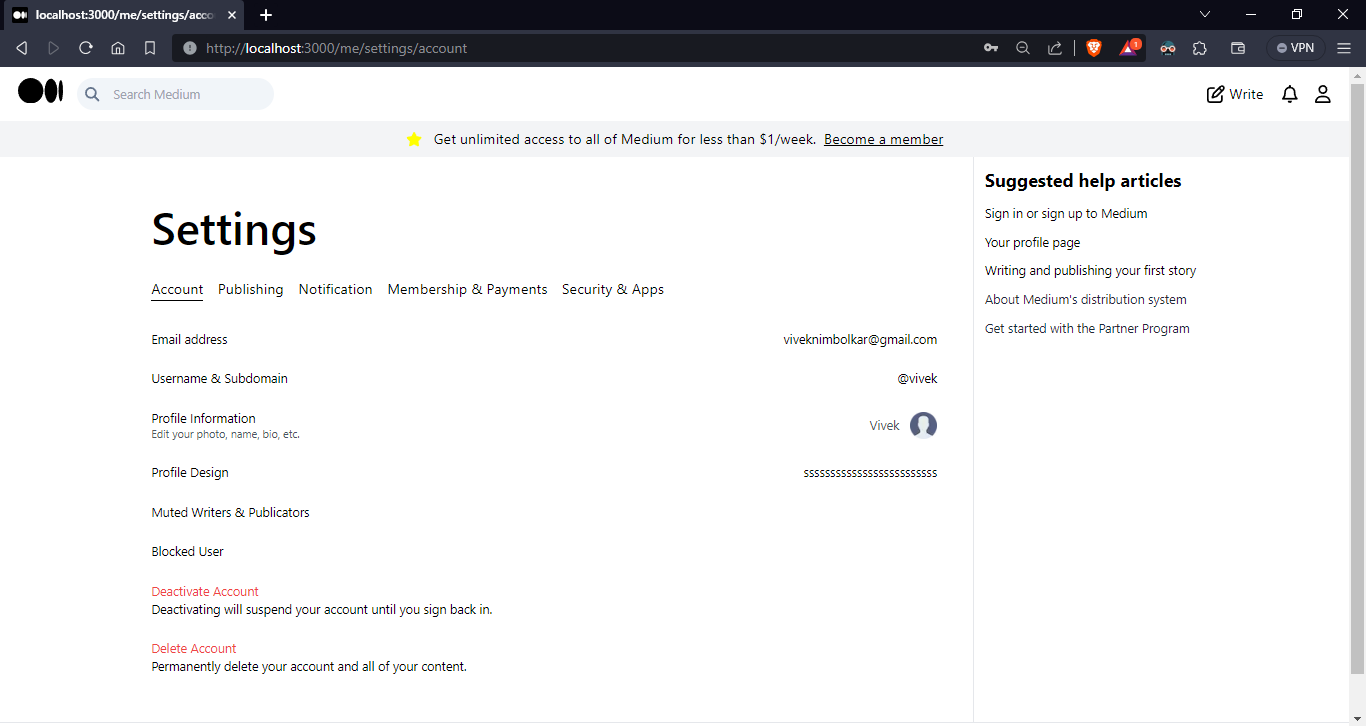 localhost:3000/me/settings/acco
http://localhost:3000/me/settings/account
1
VPN
Search Medium
Write
Get unlimited access to all of Medium for less than $1/week. Become a member
Settings
Account Publishing Notification Membership & Payments Security & Apps
Email address viveknimbolkar@gmail.com
Username & Subdomain @vivek
Profile Information Vivek
Edit your photo, name, bio, etc.
Profile Design sssssssssssssssssssssssss
Muted Writers & Publicators
Blocked User
Deactivate Account
Deactivating will suspend your account until you sign back in.
Delete Account
Permanently delete your account and all of your content.
Suggested help articles
Sign in or sign up to Medium
Your profile page
Writing and publishing your first story
About Medium's distribution system
Get started with the Partner Program